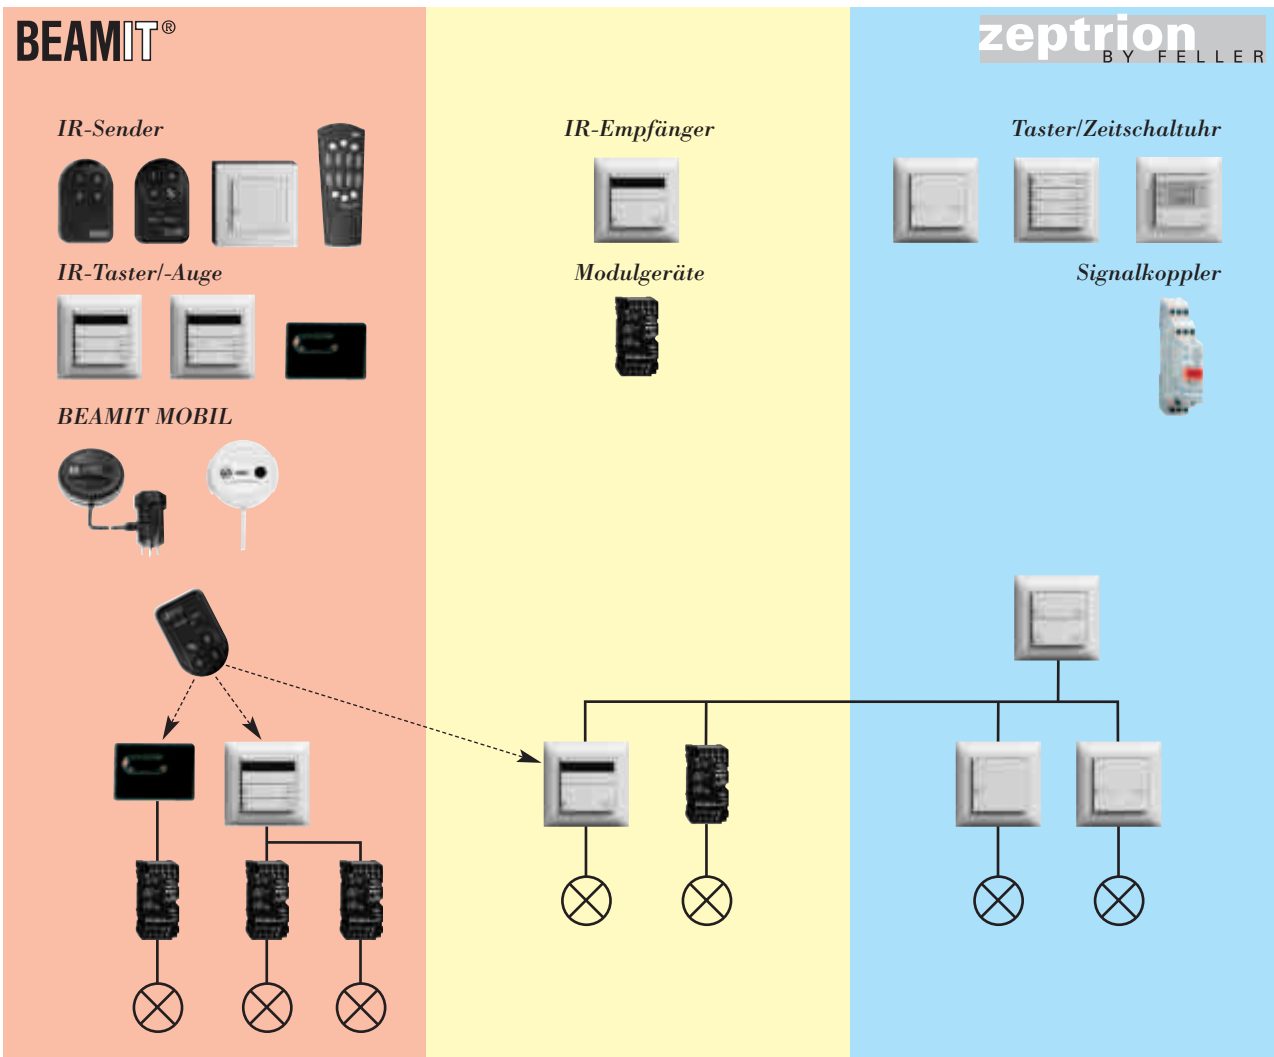 BEAMIT®
zeptrion
BY FELLER
IR-Sender
IR-Empfänger
Taster/Zeitschaltuhr
IR-Taster/-Auge
Modulgeräte
Signalkoppler
BEAMIT MOBIL